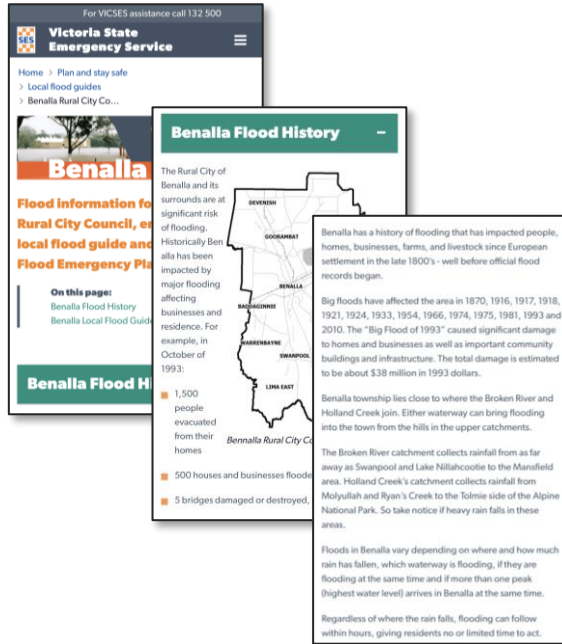 For VICSES assistance call 132 500
SES
Victoria State
Emergency Service
Home > Plan and stay safe
> Local flood guides
> Benalla Rural City Co...
Benalla
Flood information fo
Rural City Council, e
local flood guide and
Flood Emergency Pla
On this page:
Benalla Flood History
Benalla Local Flood Guide
Benalla Flood Hi
Benalla Flood History
The Rural City of
Benalla and its
surrounds are at
significant risk
of flooding.
Historically Ben
alla has been
impacted by
major flooding
affecting
businesses and
residence. For
example, in
October of
1993:
1,500
people
evacuated
from their
homes
500 houses and businesses floode
5 bridges damaged or destroyed,
DEVENISH
GOORAMBAT
BENALLA
BADDAGINNIE
WARRENBAYNE
SWANPOOL
LIMA EAST
Bennalla Rural City Co
Benalla has a history of flooding that has impacted people,
homes, businesses, farms, and livestock since European
settlement in the late 1800's - well before official flood
records began.
Big floods have affected the area in 1870, 1916, 1917, 1918,
1921, 1924, 1933, 1954, 1966, 1974, 1975, 1981, 1993 and
2010. The "Big Flood of 1993" caused significant damage
to homes and businesses as well as important community
buildings and infrastructure. The total damage is estimated
to be about $38 million in 1993 dollars.
Benalla township lies close to where the Broken River and
Holland Creek join. Either waterway can bring flooding
into the town from the hills in the upper catchments.
The Broken River catchment collects rainfall from as far
away as Swanpool and Lake Nillahcootie to the Mansfield
area. Holland Creek's catchment collects rainfall from
Molyullah and Ryan's Creek to the Tolmie side of the Alpine
National Park. So take notice if heavy rain falls in these
areas.
Floods in Benalla vary depending on where and how much
rain has fallen, which waterway is flooding, if they are
flooding at the same time and if more than one peak
(highest water level) arrives in Benalla at the same time.
Regardless of where the rain falls, flooding can follow
within hours, giving residents no or limited time to act.